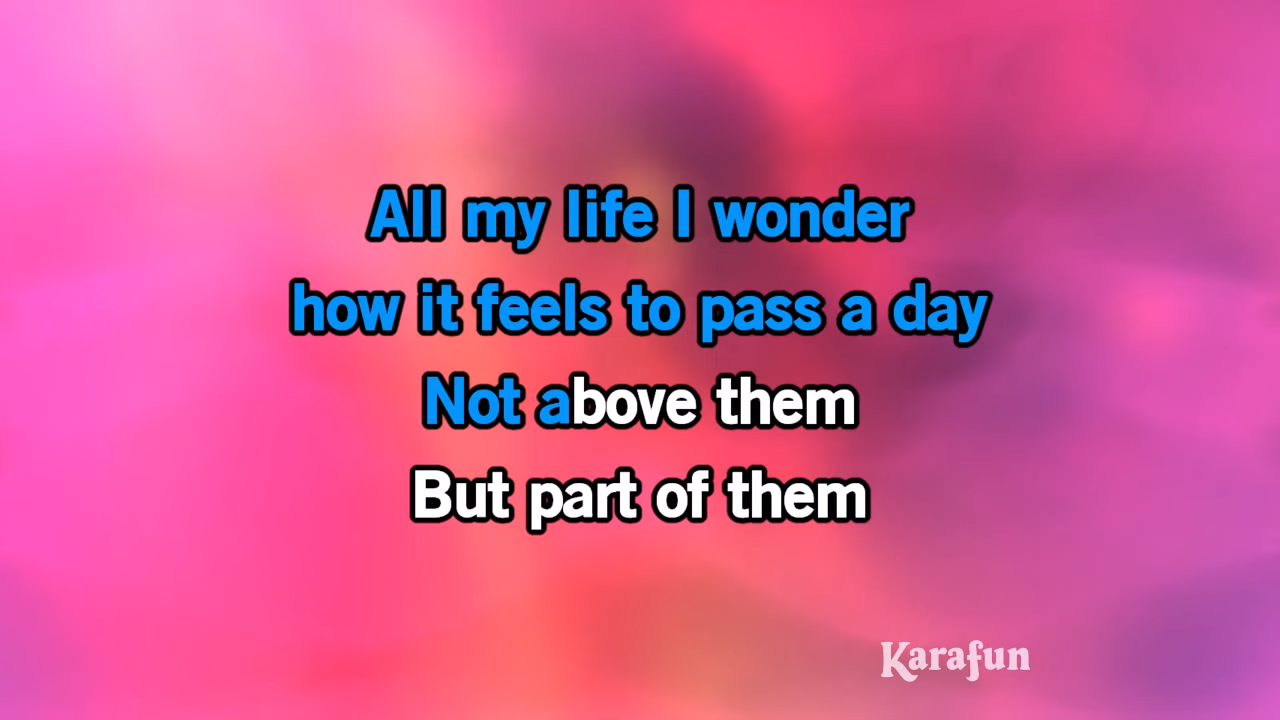 All my life I wonder
how it feels to pass a day
Not above them
But part of them
Karafun